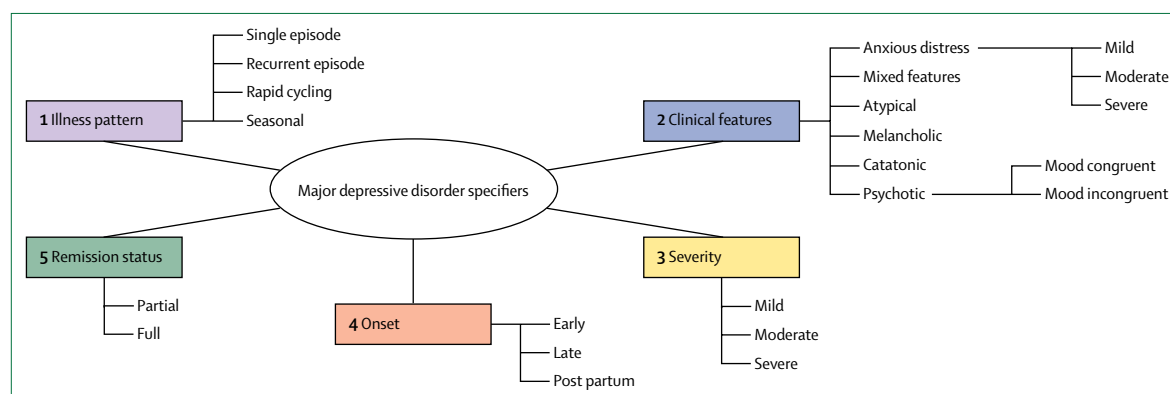 1 Illness pattern
Single episode
Recurrent episode
Rapid cycling
Seasonal
2 Clinical features
Anxious distress
Mild
Moderate
Severe
Mixed features
Atypical
Melancholic
Catatonic
Psychotic
Mood congruent
Mood incongruent
Major depressive disorder specifiers
5 Remission status
Partial
Full
4 Onset
Early
Late
Post partum
3 Severity
Mild
Moderate
Severe